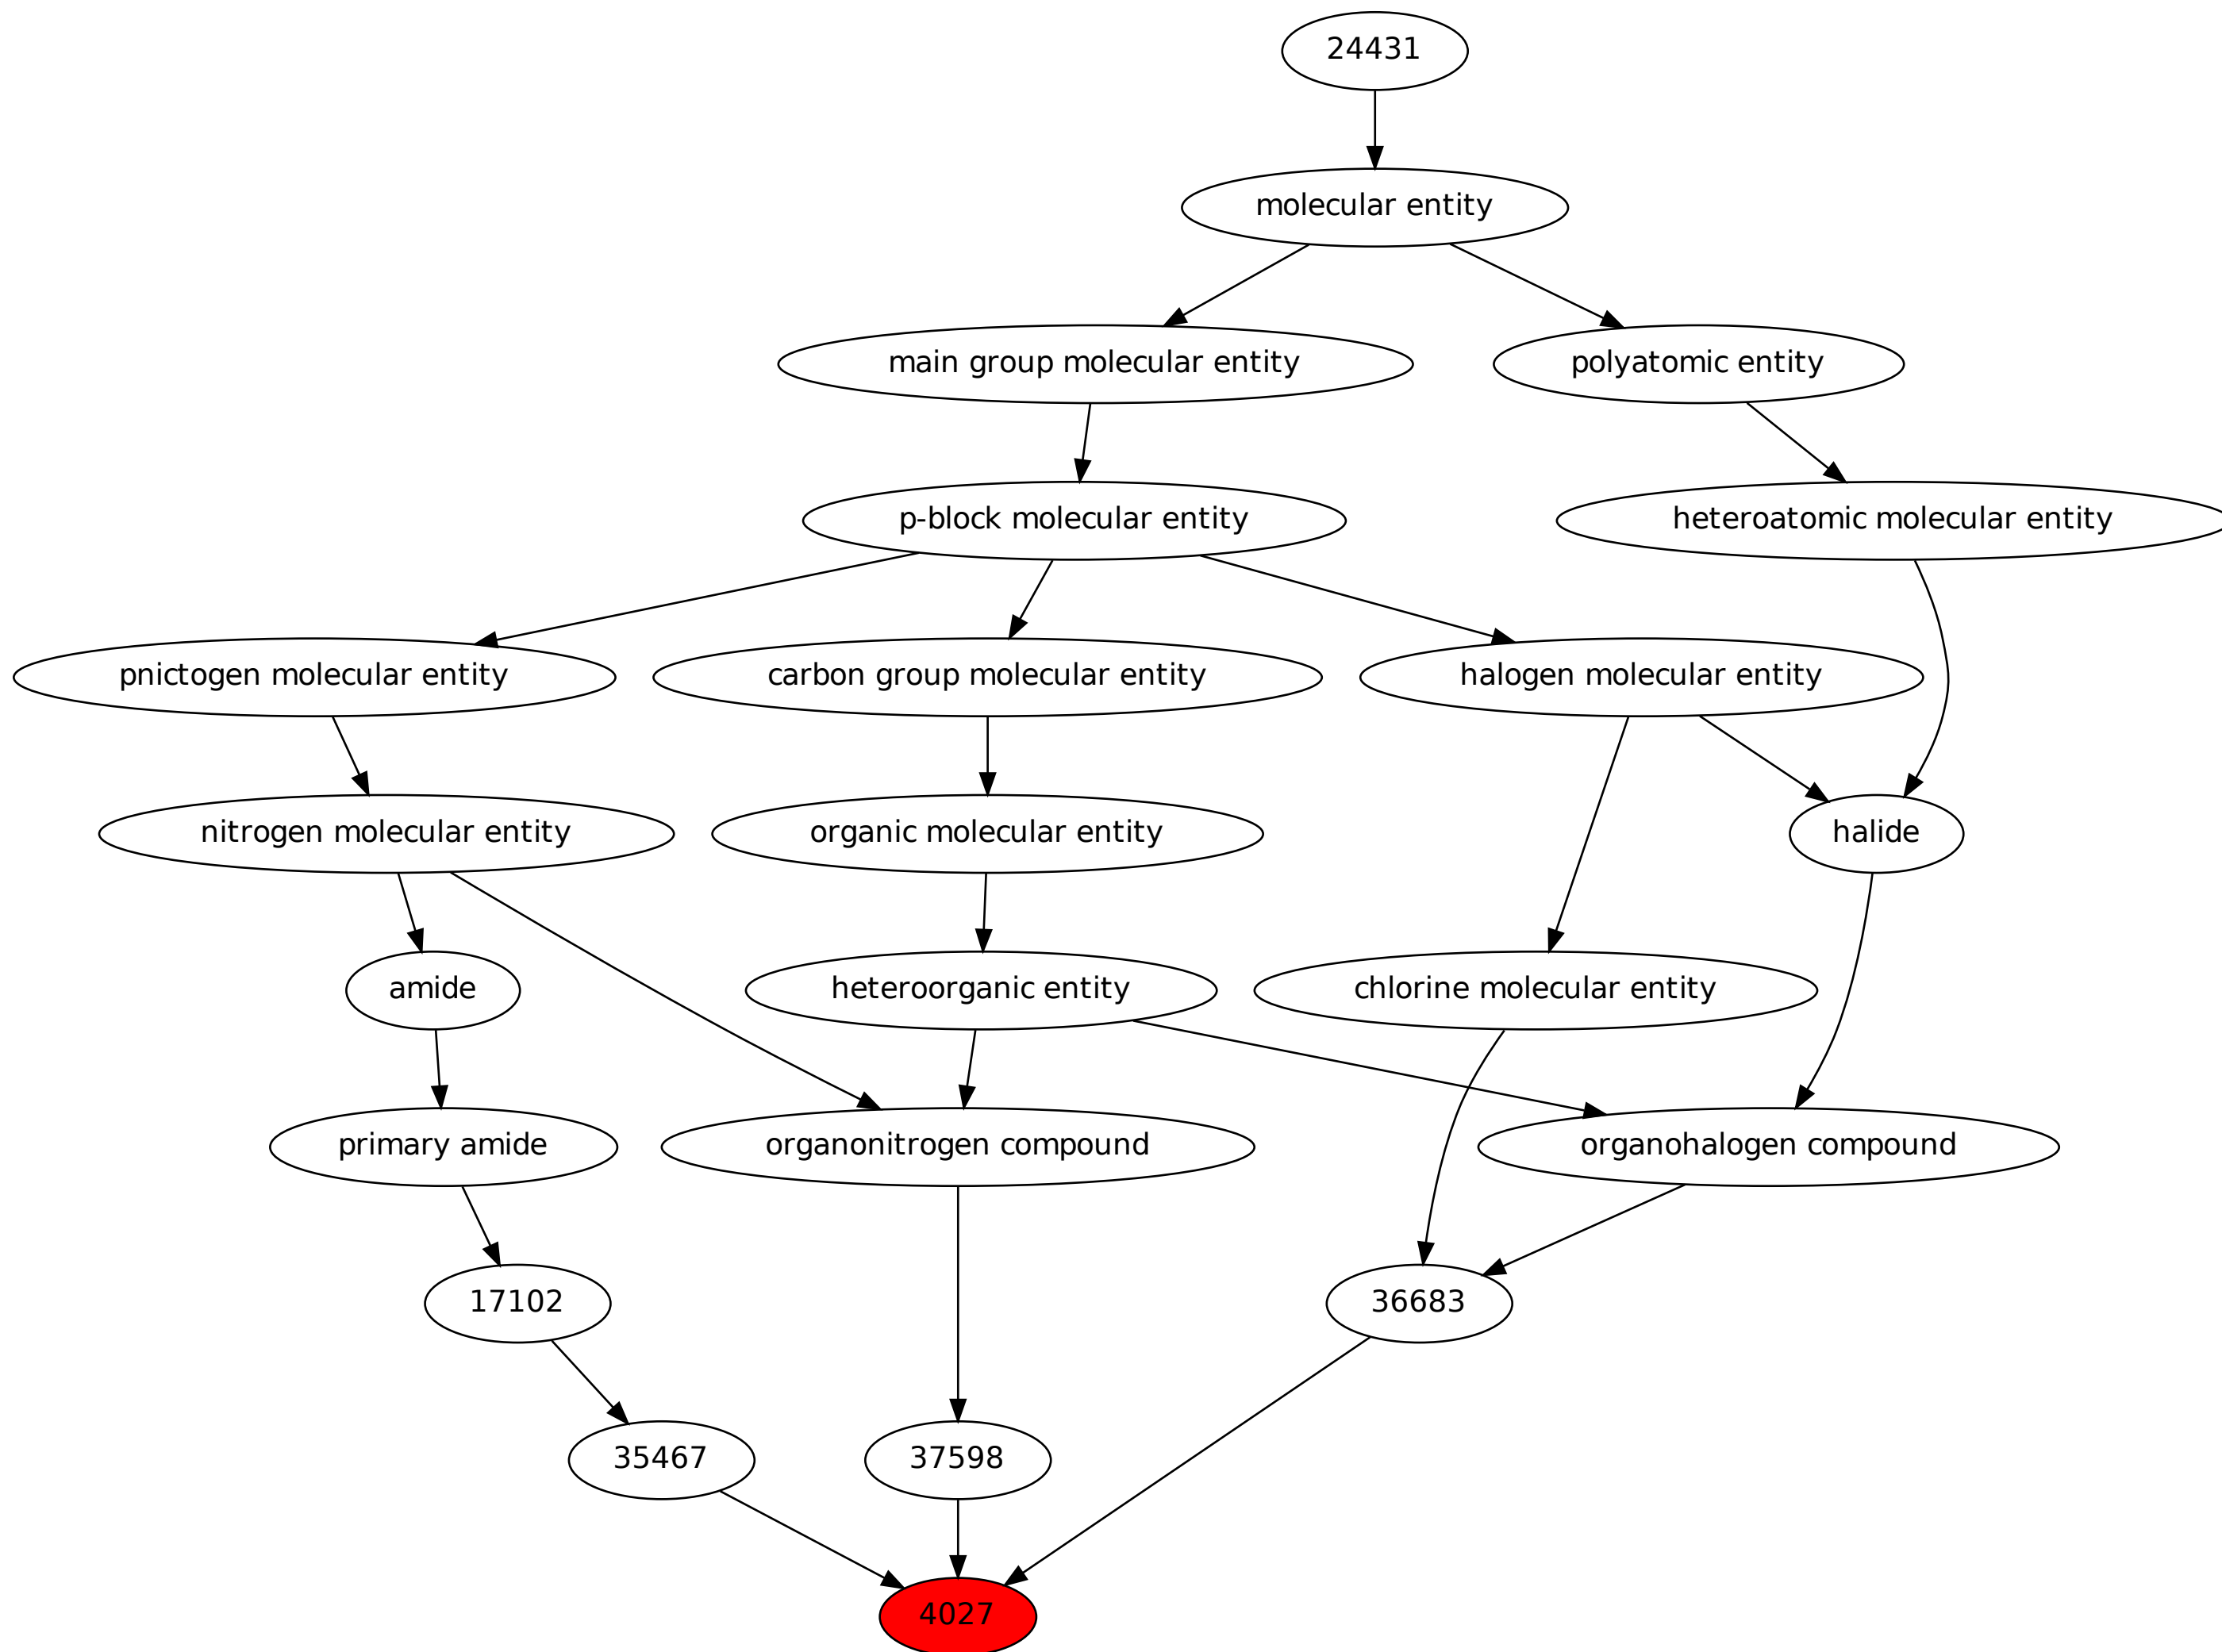 24431
molecular entity
main group molecular entity
polyatomic entity
p-block molecular entity
heteroatomic molecular entity
pnictogen molecular entity
carbon group molecular entity
halogen molecular entity
nitrogen molecular entity
organic molecular entity
halide
amide
heteroorganic entity
chlorine molecular entity
primary amide
organonitrogen compound
organohalogen compound
17102
36683
35467
37598
4027